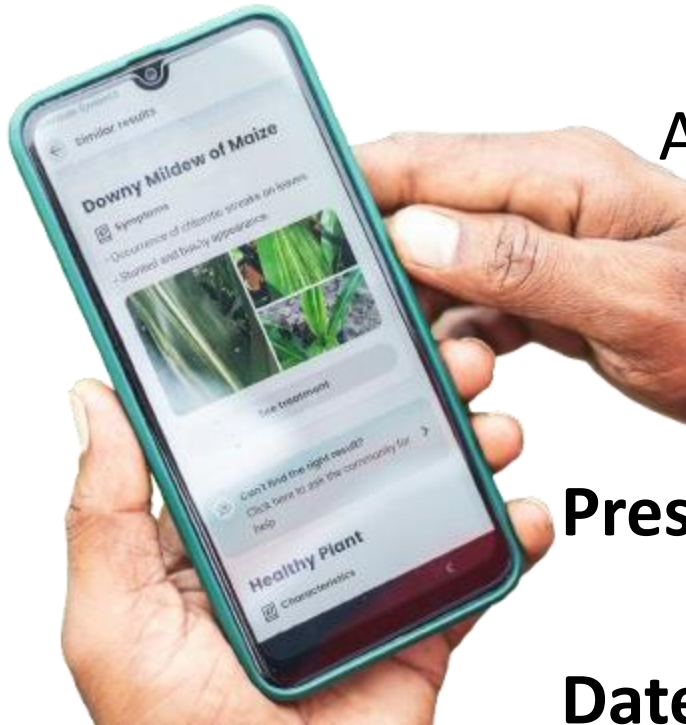 Similar results
Downy Mildew of Maize
Symptoms
- Occurrence of chlorotic streaks on leaves
- Stunted and bushy appearance.
See treatment
Can't find the right result?
Click here to ask the community for
help
Healthy Plant
Characteristics
A
Pres
Date